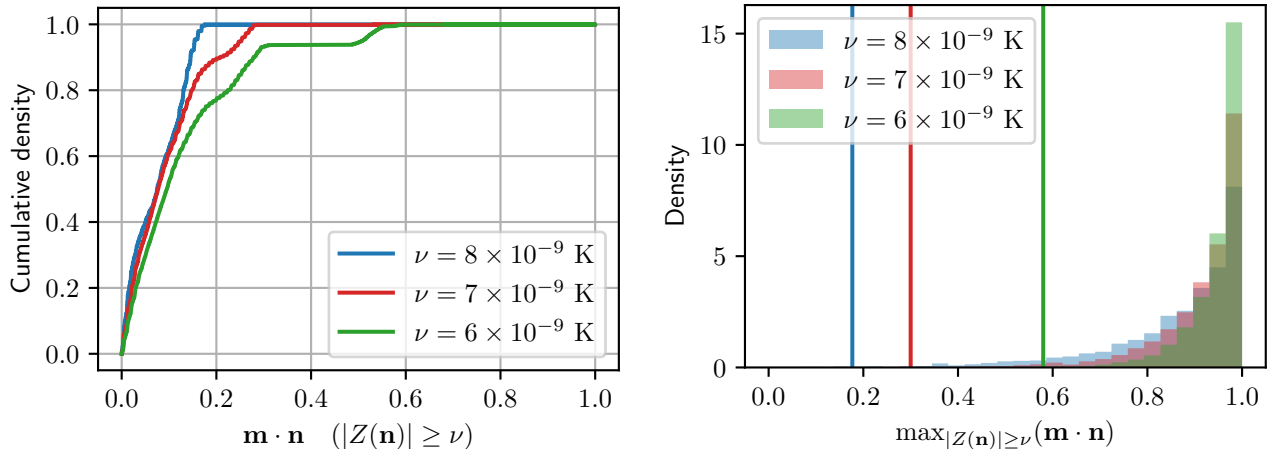 Cumulative density
1.0
0.8
0.6
0.4
0.2
0.0
ν = 8 × 10⁻⁹ K
ν = 7 × 10⁻⁹ K
ν = 6 × 10⁻⁹ K
0.0 0.2 0.4 0.6 0.8 1.0
m · n (|Z(n)| ≥ ν)
Density
15
10
5
0
ν = 8 × 10⁻⁹ K
ν = 7 × 10⁻⁹ K
ν = 6 × 10⁻⁹ K
0.0 0.2 0.4 0.6 0.8 1.0
max|Z(n)|≥ν(m · n)